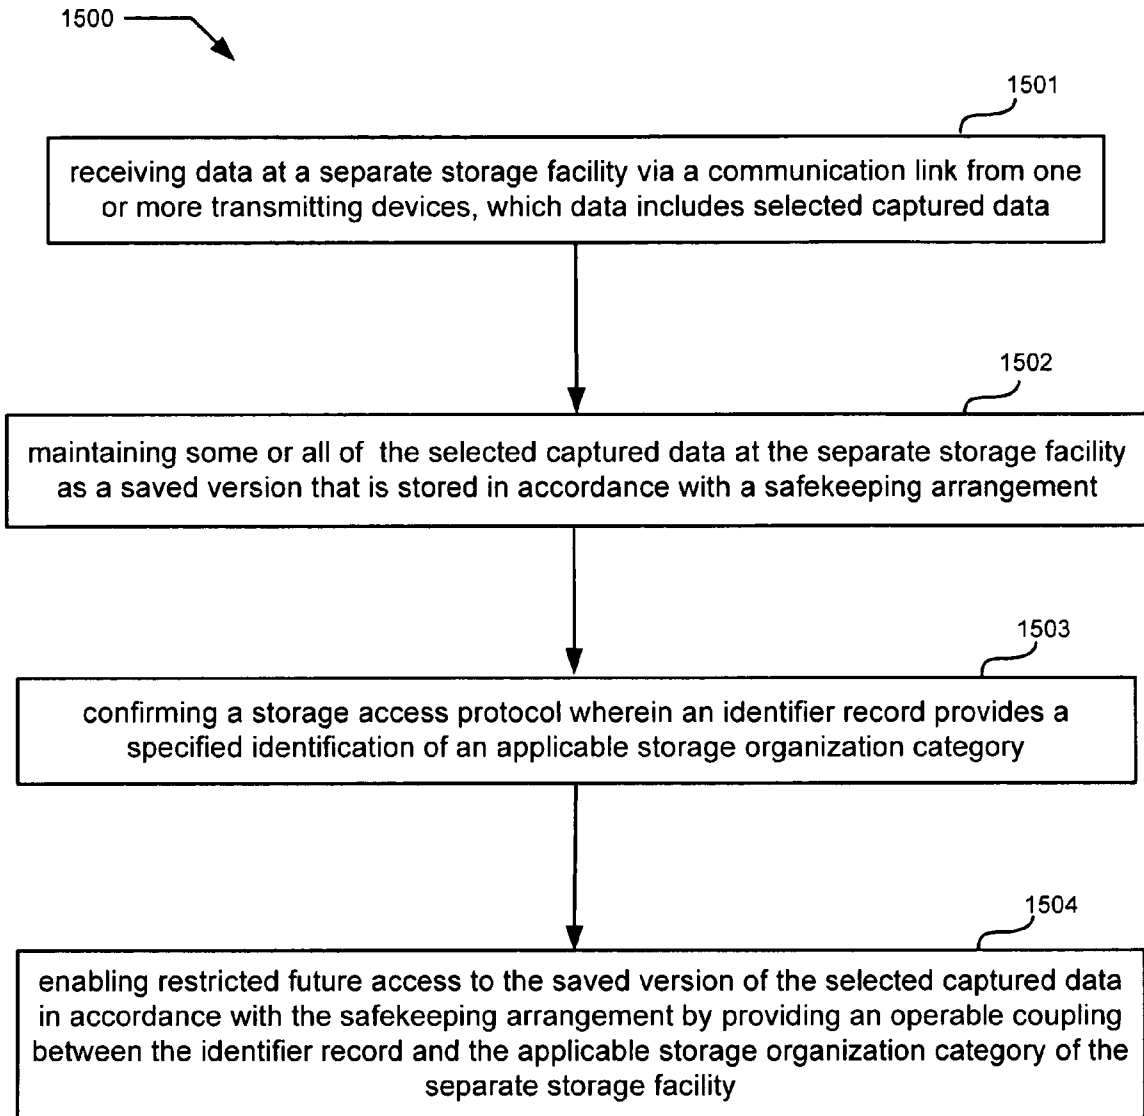 1500
1501
receiving data at a separate storage facility via a communication link from one
or more transmitting devices, which data includes selected captured data
1502
maintaining some or all of the selected captured data at the separate storage facility
as a saved version that is stored in accordance with a safekeeping arrangement
1503
confirming a storage access protocol wherein an identifier record provides a
specified identification of an applicable storage organization category
1504
enabling restricted future access to the saved version of the selected captured data
in accordance with the safekeeping arrangement by providing an operable coupling
between the identifier record and the applicable storage organization category of the
separate storage facility